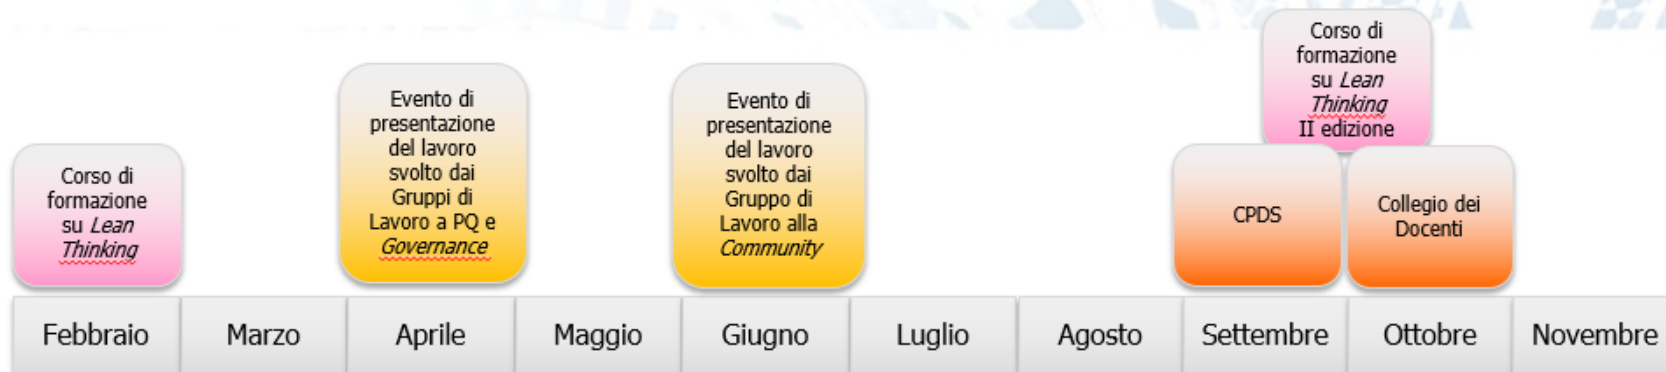 Corso di
formazione
su Lean
Thinking
Evento di
presentazione
del lavoro
svolto dai
Gruppi di
Lavoro a PQ e
Governance
Evento di
presentazione
del lavoro
svolto dai
Gruppo di
Lavoro alla
Community
Corso di
formazione
su Lean
Thinking
II edizione
CPDS
Collegio dei
Docenti
Febbraio
Marzo
Aprile
Maggio
Giugno
Luglio
Agosto
Settembre
Ottobre
Novembre